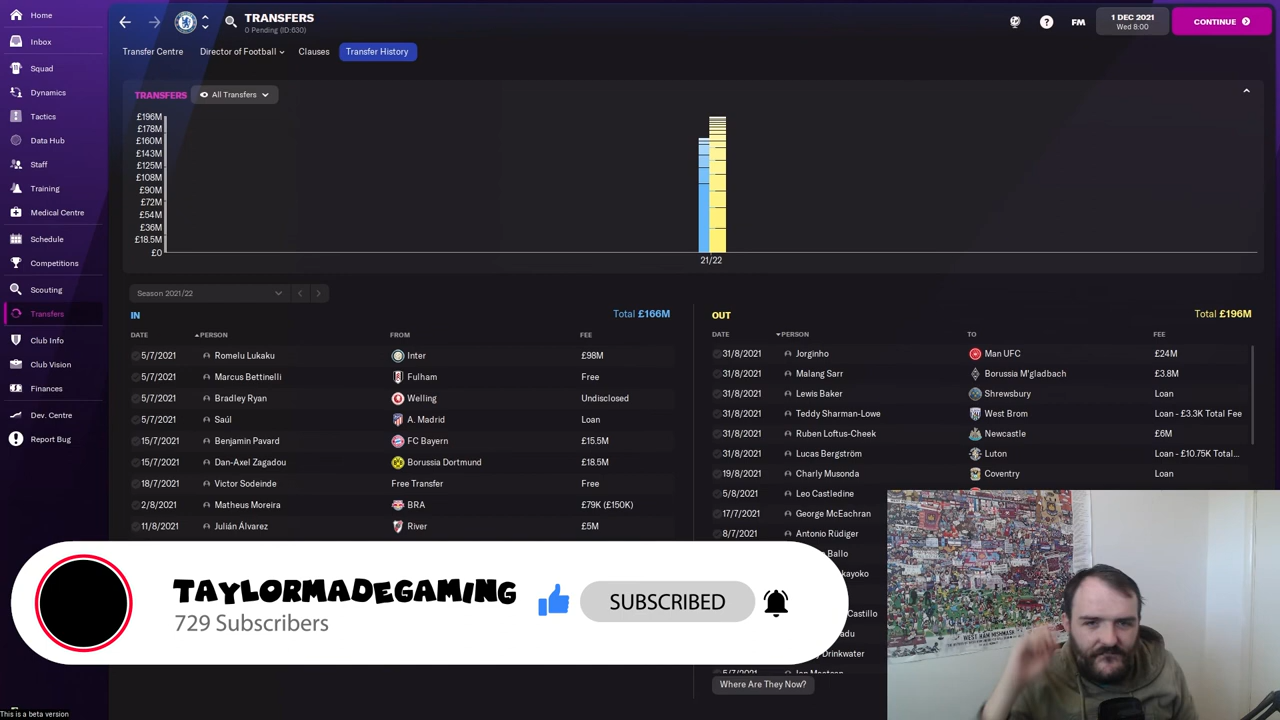 Home
Inbox
Squad
Dynamics
Tactics
Data Hub
Staff
Training
Medical Centre
Schedule
Competitions
Scouting
Transfers
Club Info
Club Vision
Finances
Dev. Centre
Report Bug
This is a beta version
TRANSFERS
0 Pending (ID:630)
FM
1 DEC 2021
Wed 8:00
CONTINUE
Transfer Centre Director of Football Clauses Transfer History
TRANSFERS All Transfers
£196M
£178M
£160M
£143M
£125M
£108M
£90M
£72M
£54M
£36M
£18.5M
£0
21/22
Season 2021/22
IN Total £166M
DATE PERSON FROM FEE
5/7/2021 Romelu Lukaku Inter £98M
5/7/2021 Marcus Bettinelli Fulham Free
5/7/2021 Bradley Ryan Welling Undisclosed
5/7/2021 Saúl A. Madrid Loan
15/7/2021 Benjamin Pavard FC Bayern £15.5M
15/7/2021 Dan-Axel Zagadou Borussia Dortmund £18.5M
18/7/2021 Victor Sodeinde Free Transfer Free
2/8/2021 Matheus Moreira BRA £79K (£150K)
11/8/2021 Julián Álvarez River £5M
OUT Total £196M
DATE PERSON TO FEE
31/8/2021 Jorginho Man UFC £24M
31/8/2021 Malang Sarr Borussia M'gladbach £3.8M
31/8/2021 Lewis Baker Shrewsbury Loan
31/8/2021 Teddy Sharman-Lowe West Brom Loan - £3.3K Total Fee
31/8/2021 Ruben Loftus-Cheek Newcastle £6M
31/8/2021 Lucas Bergström Luton Loan - £10.75K Total...
19/8/2021 Charly Musonda Coventry Loan
5/8/2021 Leo Castledine
17/7/2021 George McEachran
8/7/2021 Antonio Rüdiger
Ballo
Castillo
Drinkwater
Where Are They Now?
TAYLORMADEGAMING
729 Subscribers
SUBSCRIBED
WEST HAM MISHMASK